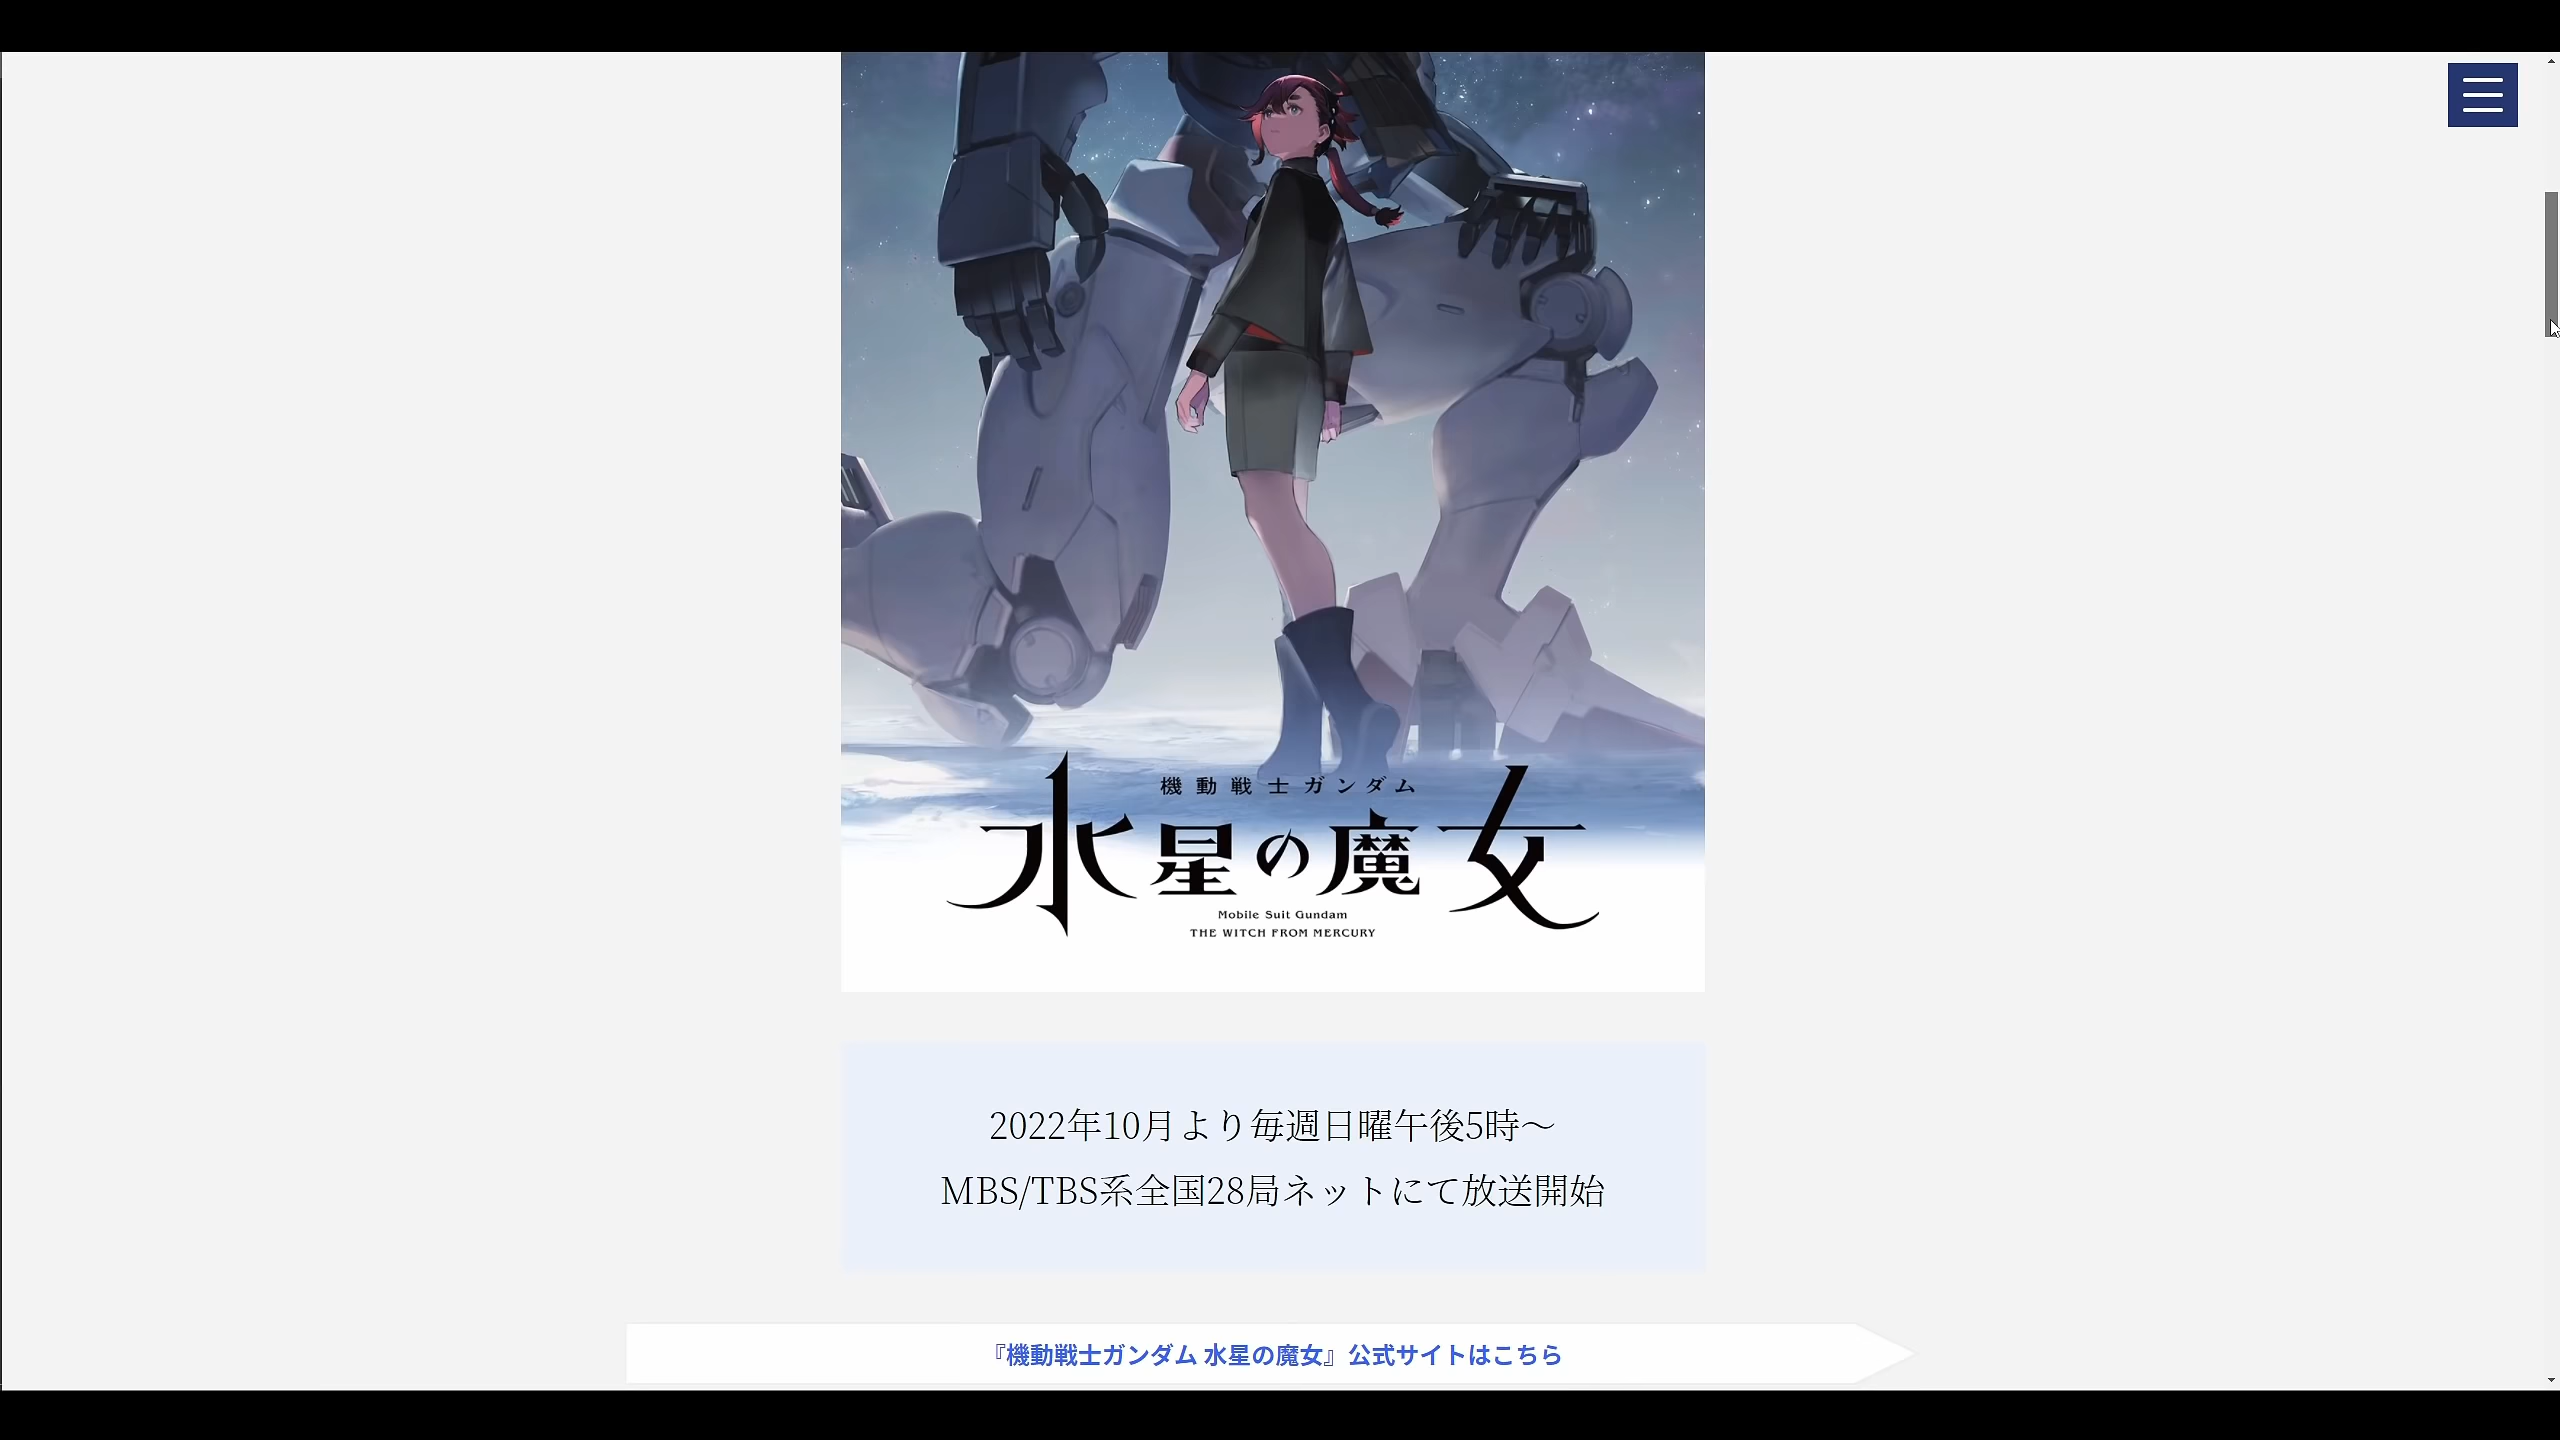 機動戦士ガンダム
水星の魔女
Mobile Suit Gundam
THE WITCH FROM MERCURY
2022年10月より毎週日曜午後5時～
MBS/TBS系全国28局ネットにて放送開始
『機動戦士ガンダム 水星の魔女』公式サイトはこちら